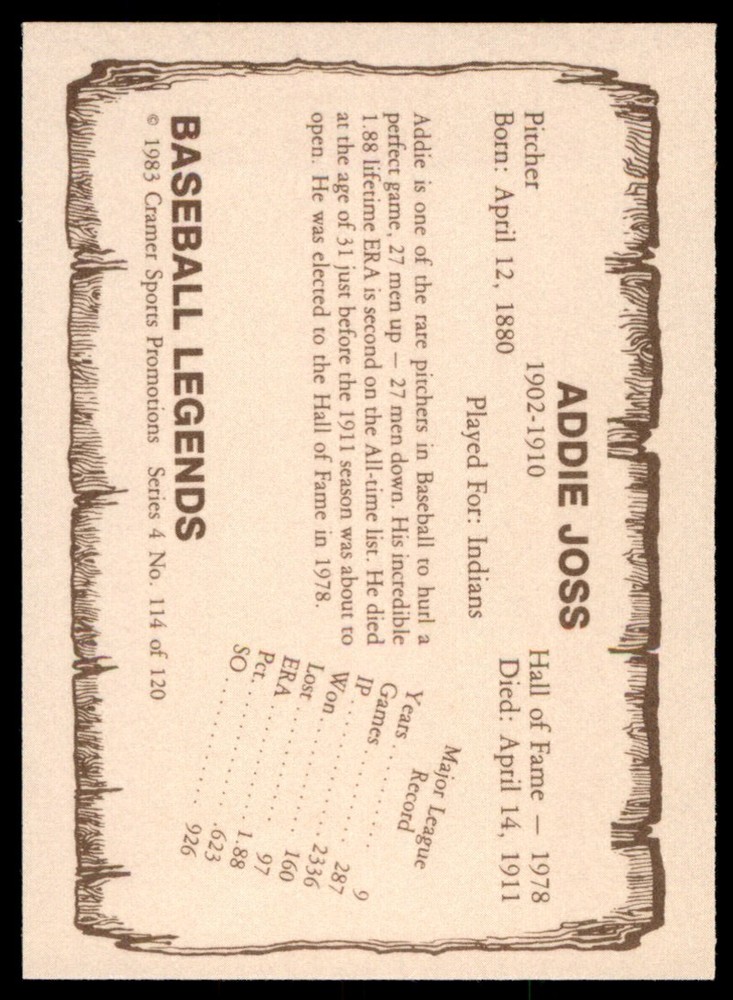 ADDIE JOSS
Pitcher 1902-1910 Hall of Fame — 1978
Born: April 12, 1880 Died: April 14, 1911
Played For: Indians
Addie is one of the rare pitchers in Baseball to hurl a
perfect game, 27 men up — 27 men down. His incredible
1.88 lifetime ERA is second on the All-time list. He died
at the age of 31 just before the 1911 season was about to
open. He was elected to the Hall of Fame in 1978.
Major League
Record
Years . . . . . . . . . 9
Games . . . . . . . . 287
IP . . . . . . . . . . 2336
Won . . . . . . . . . 160
Lost . . . . . . . . . 97
ERA . . . . . . . . . 1.88
Pct. . . . . . . . . . .623
SO . . . . . . . . . . 926
BASEBALL LEGENDS
© 1983 Cramer Sports Promotions Series 4 No. 114 of 120